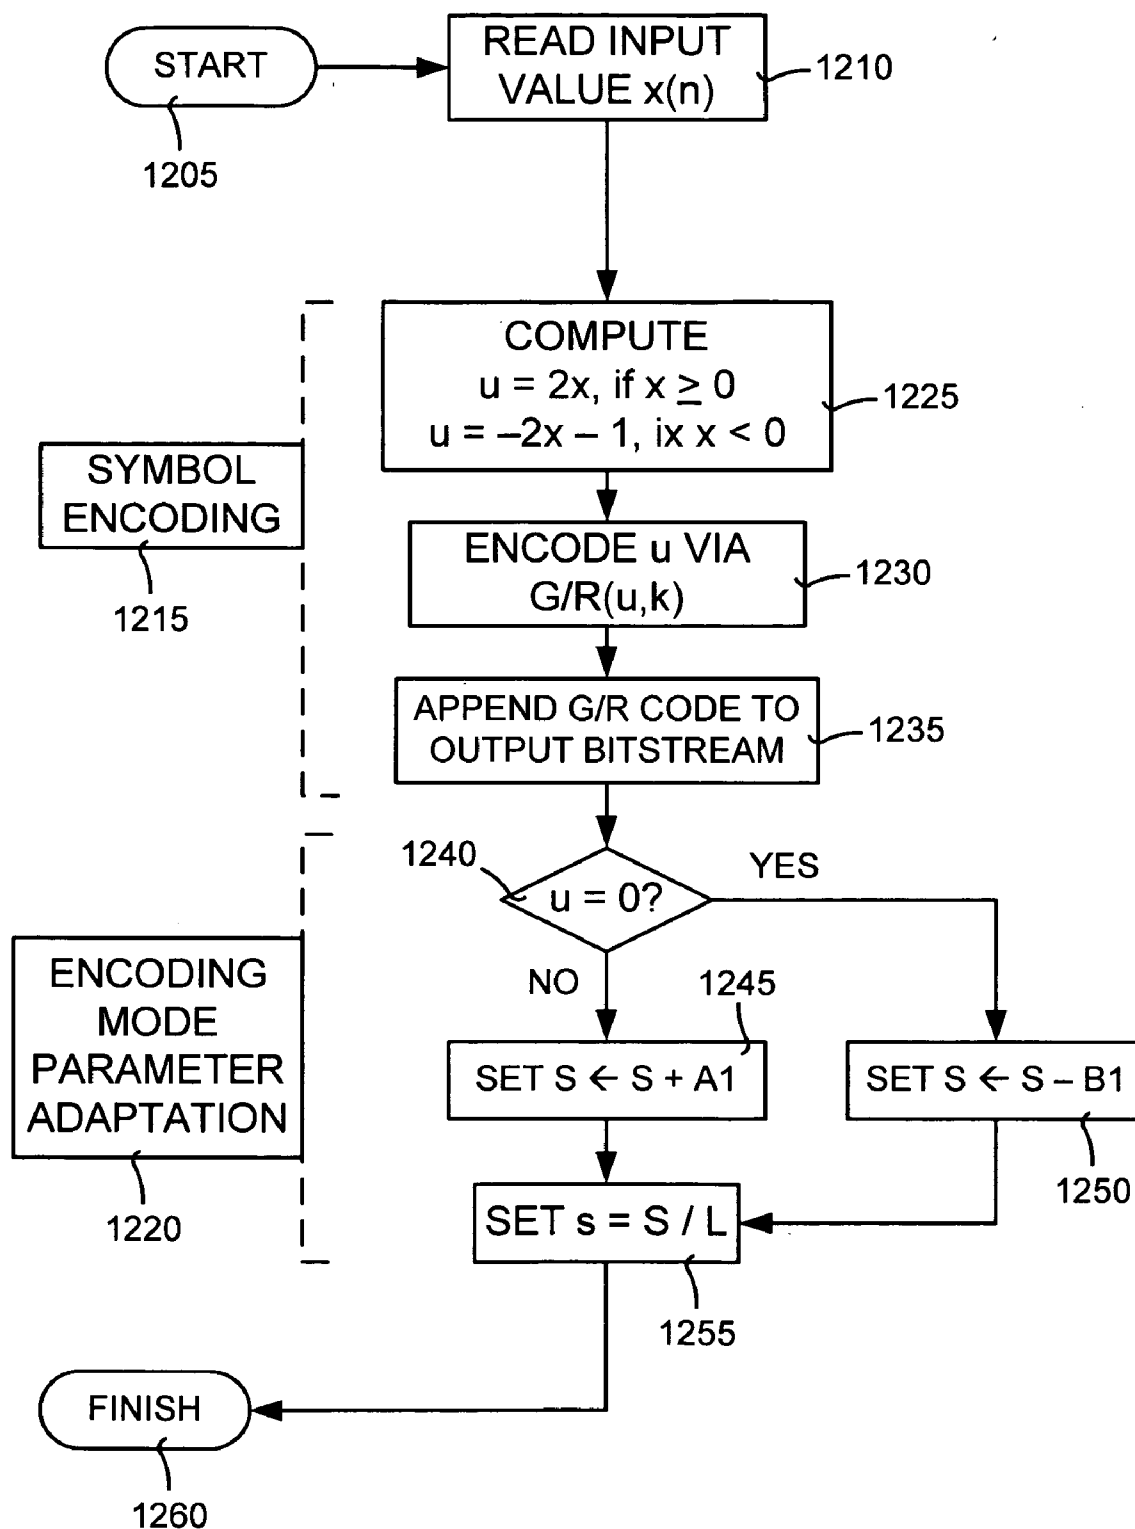 START
1205
READ INPUT
VALUE x(n)
1210
COMPUTE
u = 2x, if x ≥ 0
u = –2x – 1, ix x < 0
1225
SYMBOL
ENCODING
1215
ENCODE u VIA
G/R(u,k)
1230
APPEND G/R CODE TO
OUTPUT BITSTREAM
1235
1240
u = 0?
YES
NO
ENCODING
MODE
PARAMETER
ADAPTATION
1220
1245
SET S ← S + A1
SET S ← S – B1
1250
SET s = S / L
1255
FINISH
1260